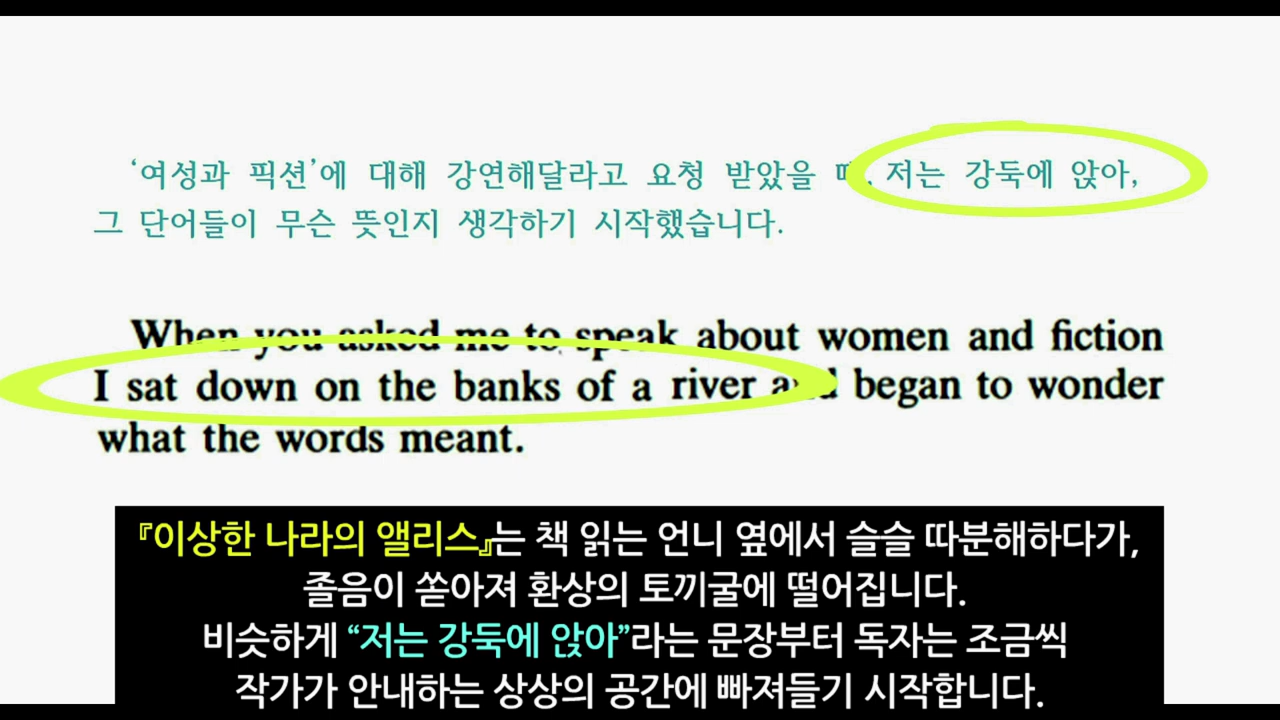 ‘여성과 픽션’에 대해 강연해달라고 요청 받았을 때, 저는 강둑에 앉아,
그 단어들이 무슨 뜻인지 생각하기 시작했습니다.
When you asked me to speak about women and fiction
I sat down on the banks of a river and began to wonder
what the words meant.
『이상한 나라의 앨리스』는 책 읽는 언니 옆에서 슬슬 따분해하다가,
졸음이 쏟아져 환상의 토끼굴에 떨어집니다.
비슷하게 “저는 강둑에 앉아”라는 문장부터 독자는 조금씩
작가가 안내하는 상상의 공간에 빠져들기 시작합니다.